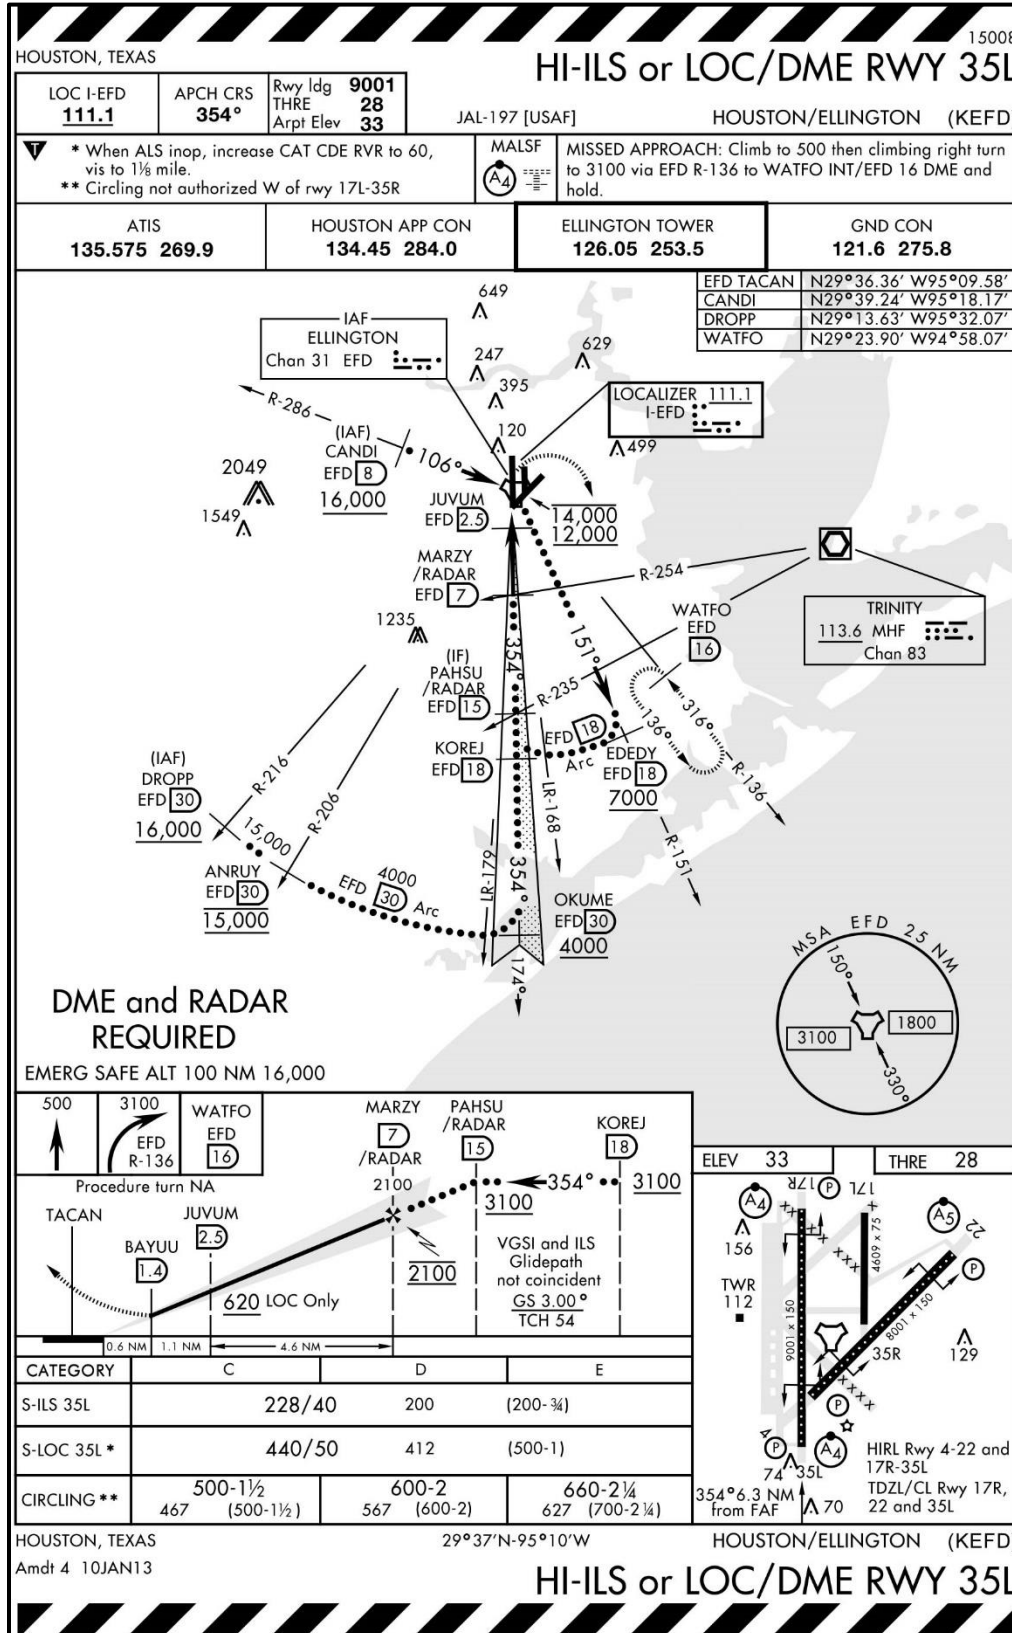 15008
HOUSTON, TEXAS
HI-ILS or LOC/DME RWY 35L
LOC I-EFD
111.1
APCH CRS
354°
Rwy ldg 9001
THRE 28
Arpt Elev 33
JAL-197 [USAF]
HOUSTON/ELLINGTON (KEFD)
T
* When ALS inop, increase CAT CDE RVR to 60,
vis to 1⅛ mile.
** Circling not authorized W of rwy 17L-35R
MALSF
A4
MISSED APPROACH: Climb to 500 then climbing right turn
to 3100 via EFD R-136 to WATFO INT/EFD 16 DME and
hold.
ATIS
135.575 269.9
HOUSTON APP CON
134.45 284.0
ELLINGTON TOWER
126.05 253.5
GND CON
121.6 275.8
EFD TACAN N29°36.36' W95°09.58'
CANDI N29°39.24' W95°18.17'
DROPP N29°13.63' W95°32.07'
WATFO N29°23.90' W94°58.07'
649
IAF
ELLINGTON
Chan 31 EFD
247
629
395
LOCALIZER 111.1
I-EFD
R-286
120
499
(IAF)
CANDI
EFD 8
16,000
106°
2049
1549
JUVUM
EFD 2.5
14,000
12,000
MARZY
/RADAR
EFD 7
R-254
TRINITY
113.6 MHF
Chan 83
WATFO
EFD
16
1235
354°
151°
(IF)
PAHSU
/RADAR
EFD 15
R-235
316°
136°
KOREJ
EFD 18
EFD 18
Arc
EDEDY
EFD 18
7000
R-136
(IAF)
DROPP
EFD 30
16,000
R-216
R-206
LR-168
R-151
15,000
LR-179
354°
ANRUY
EFD 30
15,000
4000
EFD 30 Arc
OKUME
EFD 30
4000
174°
MSA EFD 25 NM
150°
3100
1800
330°
DME and RADAR
REQUIRED
EMERG SAFE ALT 100 NM 16,000
500
3100
EFD
R-136
WATFO
EFD
16
MARZY
7
/RADAR
2100
PAHSU
/RADAR
15
KOREJ
18
Procedure turn NA
354°
3100
3100
TACAN
JUVUM
2.5
BAYUU
1.4
2100
VGSI and ILS
Glidepath
not coincident
GS 3.00°
TCH 54
620 LOC Only
0.6 NM 1.1 NM 4.6 NM
ELEV 33
THRE 28
17R
P
17L
A4
A5
22
156
4609 x 75
P
TWR
112
9001 x 150
8001 x 150
35R
129
P
4
P
A4
74
35L
HIRL Rwy 4-22 and
17R-35L
TDZL/CL Rwy 17R,
22 and 35L
354° 6.3 NM
from FAF
70
CATEGORY C D E
S-ILS 35L 228/40 200 (200-¾)
S-LOC 35L * 440/50 412 (500-1)
CIRCLING ** 500-1½ 600-2 660-2¼
467 (500-1½) 567 (600-2) 627 (700-2¼)
HOUSTON, TEXAS
29°37'N-95°10'W
HOUSTON/ELLINGTON (KEFD)
Amdt 4 10JAN13
HI-ILS or LOC/DME RWY 35L